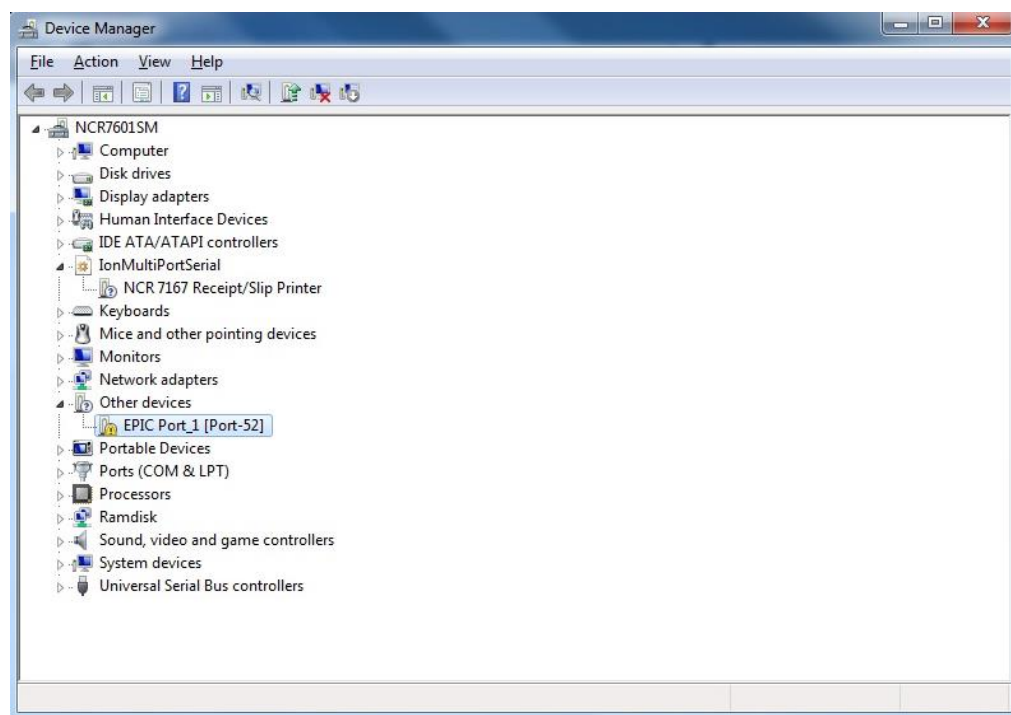 Device Manager
File Action View Help
NCR7601SM
Computer
Disk drives
Display adapters
Human Interface Devices
IDE ATA/ATAPI controllers
IonMultiPortSerial
NCR 7167 Receipt/Slip Printer
Keyboards
Mice and other pointing devices
Monitors
Network adapters
Other devices
EPIC Port_1 [Port-52]
Portable Devices
Ports (COM & LPT)
Processors
Ramdisk
Sound, video and game controllers
System devices
Universal Serial Bus controllers